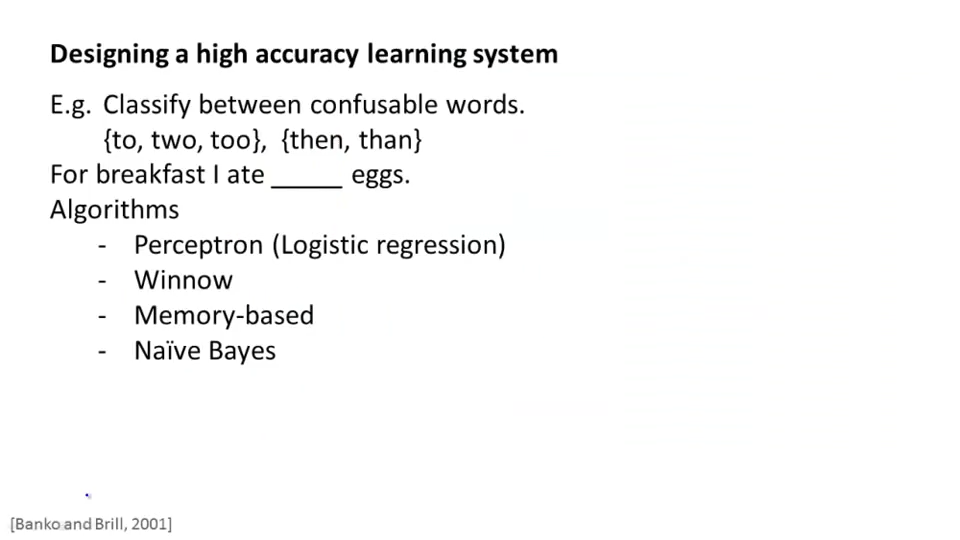 Designing a high accuracy learning system
E.g. Classify between confusable words.
{to, two, too}, {then, than}
For breakfast I ate _____ eggs.
Algorithms
- Perceptron (Logistic regression)
- Winnow
- Memory-based
- Naïve Bayes
[Banko and Brill, 2001]